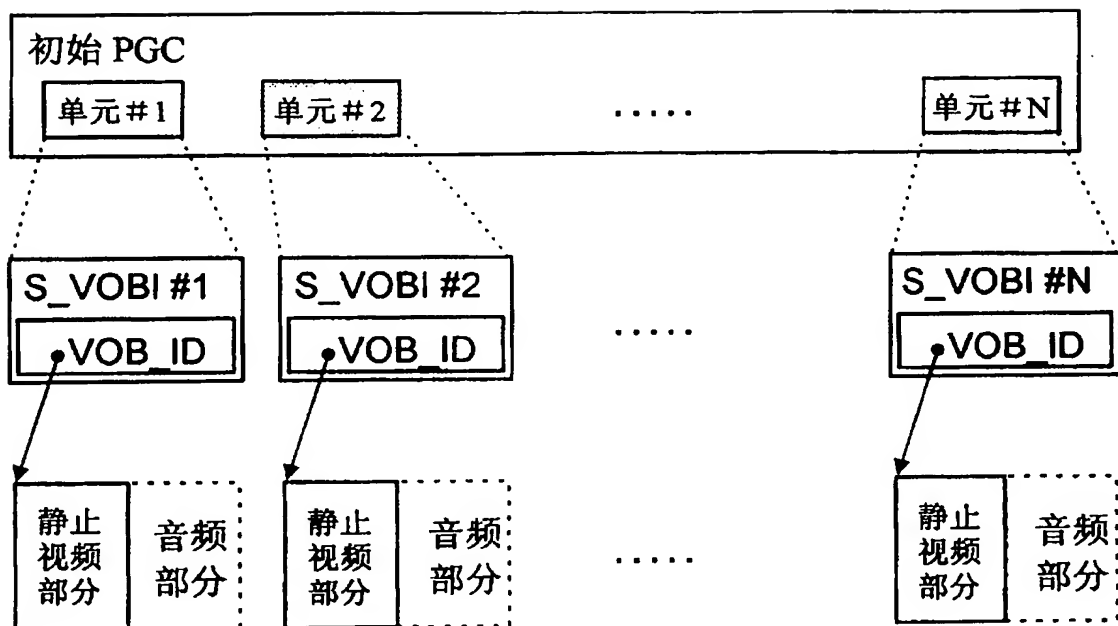 初始 PGC
单元#1 单元#2 ..... 单元#N
S_VOBI #1 S_VOBI #2 ..... S_VOBI #N
VOB_ID VOB_ID VOB_ID
静止
视频
部分
音频
部分
静止
视频
部分
音频
部分
.....
静止
视频
部分
音频
部分